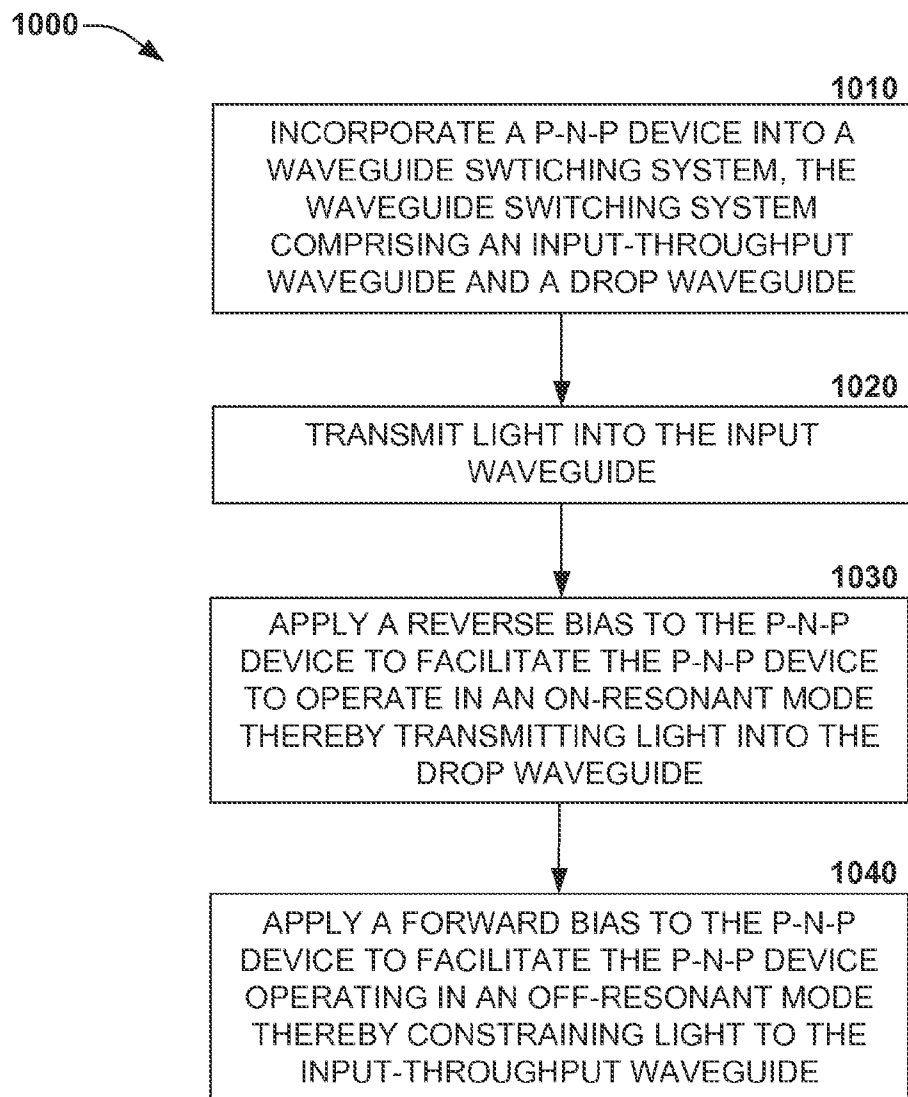 1000
1010
INCORPORATE A P-N-P DEVICE INTO A
WAVEGUIDE SWTICHING SYSTEM, THE
WAVEGUIDE SWITCHING SYSTEM
COMPRISING AN INPUT-THROUGHPUT
WAVEGUIDE AND A DROP WAVEGUIDE
1020
TRANSMIT LIGHT INTO THE INPUT
WAVEGUIDE
1030
APPLY A REVERSE BIAS TO THE P-N-P
DEVICE TO FACILITATE THE P-N-P DEVICE
TO OPERATE IN AN ON-RESONANT MODE
THEREBY TRANSMITTING LIGHT INTO THE
DROP WAVEGUIDE
1040
APPLY A FORWARD BIAS TO THE P-N-P
DEVICE TO FACILITATE THE P-N-P DEVICE
OPERATING IN AN OFF-RESONANT MODE
THEREBY CONSTRAINING LIGHT TO THE
INPUT-THROUGHPUT WAVEGUIDE